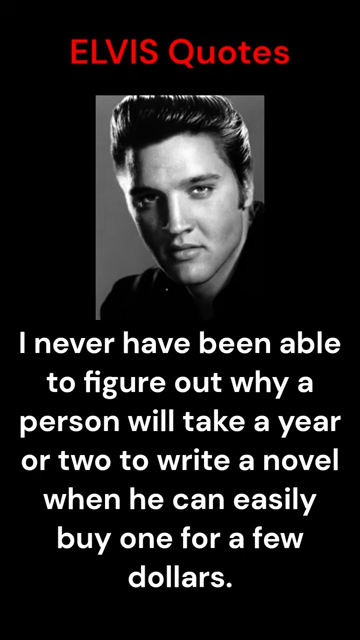 ELVIS Quotes
I never have been able
to figure out why a
person will take a year
or two to write a novel
when he can easily
buy one for a few
dollars.